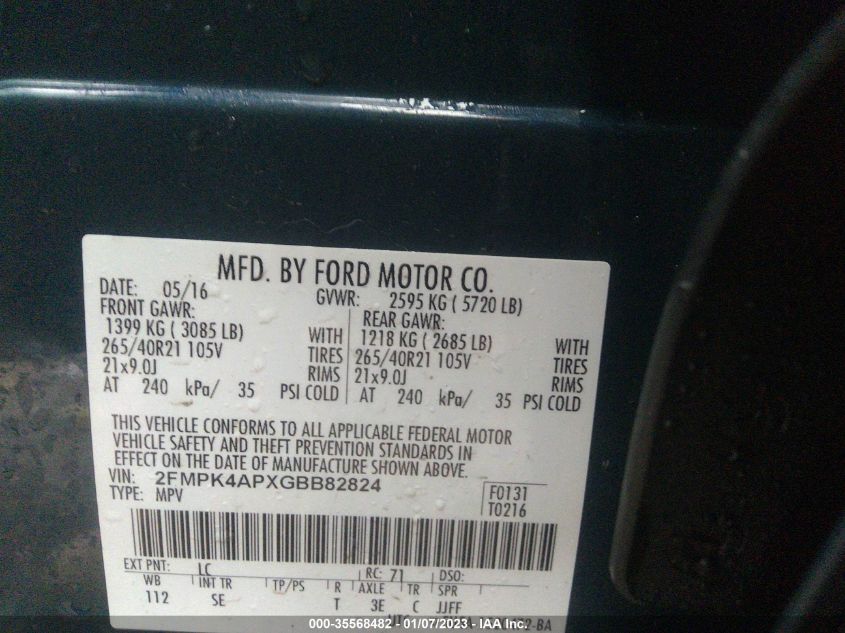 MFD. BY FORD MOTOR CO.
DATE: 05/16 GVWR: 2595 KG ( 5720 LB)
FRONT GAWR: REAR GAWR:
1399 KG ( 3085 LB) WITH 1218 KG ( 2685 LB) WITH
265/40R21 105V TIRES 265/40R21 105V TIRES
21x9.0J RIMS 21x9.0J RIMS
AT 240 kPa/ 35 PSI COLD AT 240 kPa/ 35 PSI COLD
THIS VEHICLE CONFORMS TO ALL APPLICABLE FEDERAL MOTOR
VEHICLE SAFETY AND THEFT PREVENTION STANDARDS IN
EFFECT ON THE DATE OF MANUFACTURE SHOWN ABOVE.
VIN: 2FMPK4APXGBB82824
TYPE: MPV F0131
T0216
EXT PNT: LC RC: 71 DSO:
WB INT TR TP/PS R AXLE TR SPR
112 SE T 3E C JJFF
000-35568482 - 01/07/2023 - IAA Inc.